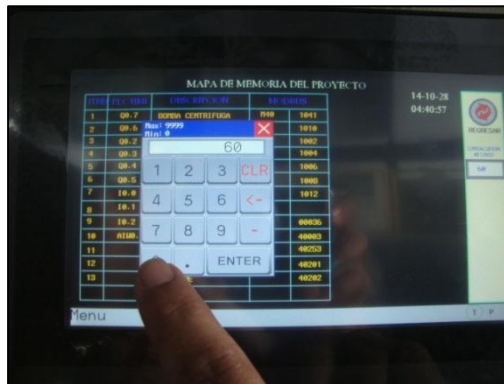 MAPA DE MEMORIA DEL PROYECTO
14-10-28
04:40:57
1 Q0.7 BOMBA CENTRIFUGA M40 1041
2 Q0.6 1010
3 Q0.2 1002
4 Q0.3 1004
5 Q0.4 1006
6 Q0.5 1008
7 I0.0 1012
8 I0.1
9 I0.2 00036
10 AIW0. 40003
11 40253
12 40201
13 40202
Max: 9999
Min: 0
60
1 2 3 CLR
4 5 6 <-
7 8 9 -
. ENTER
REGRESAR
60
Menu
T P